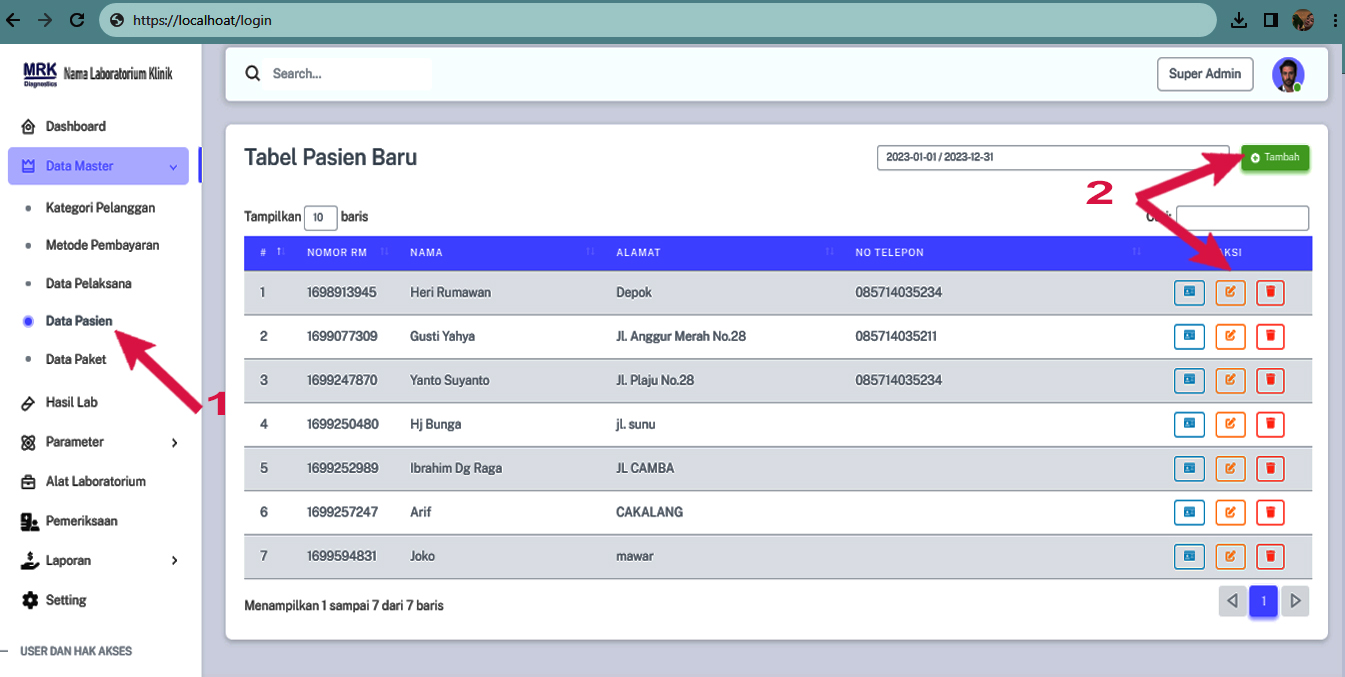 https://localhoat/login
MRK Diagnostics Nama Laboratorium Klinik
Search...
Super Admin
Dashboard
Data Master
Kategori Pelanggan
Metode Pembayaran
Data Pelaksana
Data Pasien
Data Paket
Hasil Lab
Parameter
Alat Laboratorium
Pemeriksaan
Laporan
Setting
USER DAN HAK AKSES
1
Tabel Pasien Baru
2023-01-01 / 2023-12-31
Tambah
2
Tampilkan 10 baris
# NOMOR RM NAMA ALAMAT NO TELEPON
1 1698913945 Heri Rumawan Depok 085714035234
2 1699077309 Gusti Yahya Jl. Anggur Merah No.28 085714035211
3 1699247870 Yanto Suyanto Jl. Plaju No.28 085714035234
4 1699250480 Hj Bunga jl. sunu
5 1699252989 Ibrahim Dg Raga JL CAMBA
6 1699257247 Arif CAKALANG
7 1699594831 Joko mawar
Menampilkan 1 sampai 7 dari 7 baris
1